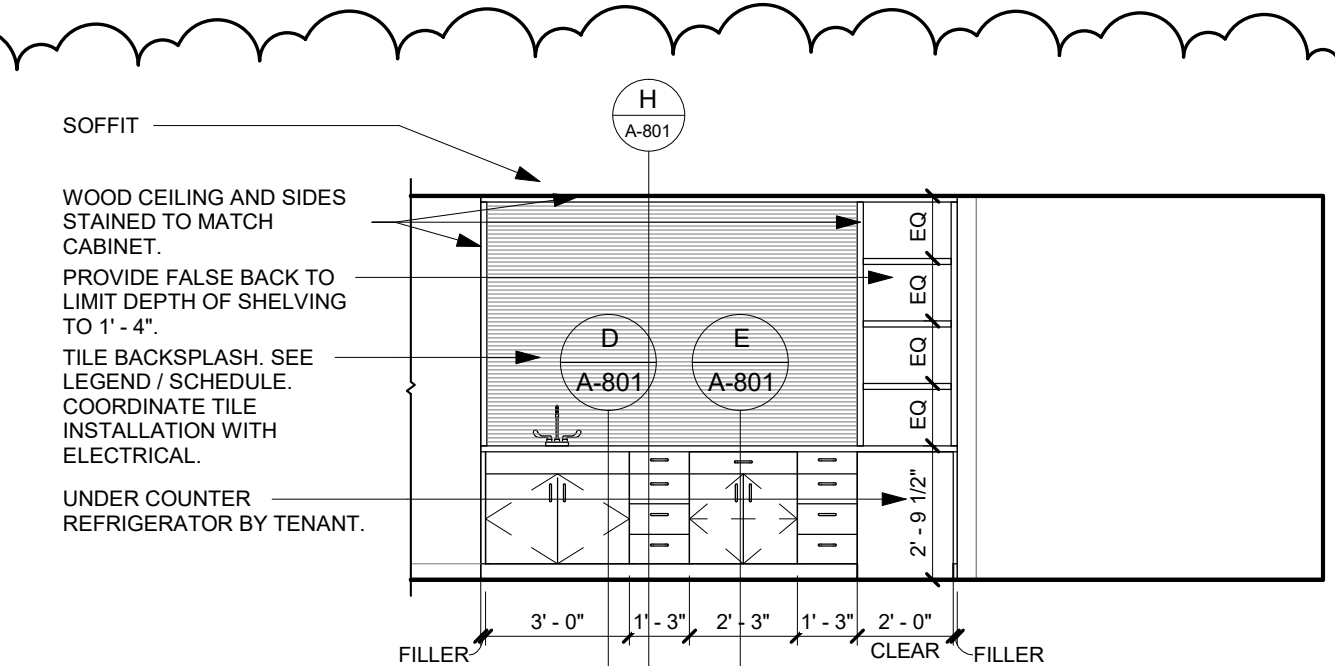 H
A-801
SOFFIT
WOOD CEILING AND SIDES
STAINED TO MATCH
CABINET.
PROVIDE FALSE BACK TO
LIMIT DEPTH OF SHELVING
TO 1' - 4".
TILE BACKSPLASH. SEE
LEGEND / SCHEDULE.
COORDINATE TILE
INSTALLATION WITH
ELECTRICAL.
UNDER COUNTER
REFRIGERATOR BY TENANT.
D
A-801
E
A-801
EQ
EQ
EQ
EQ
2' - 9 1/2"
3' - 0"
1' - 3"
2' - 3"
1' - 3"
2' - 0"
CLEAR
FILLER
FILLER